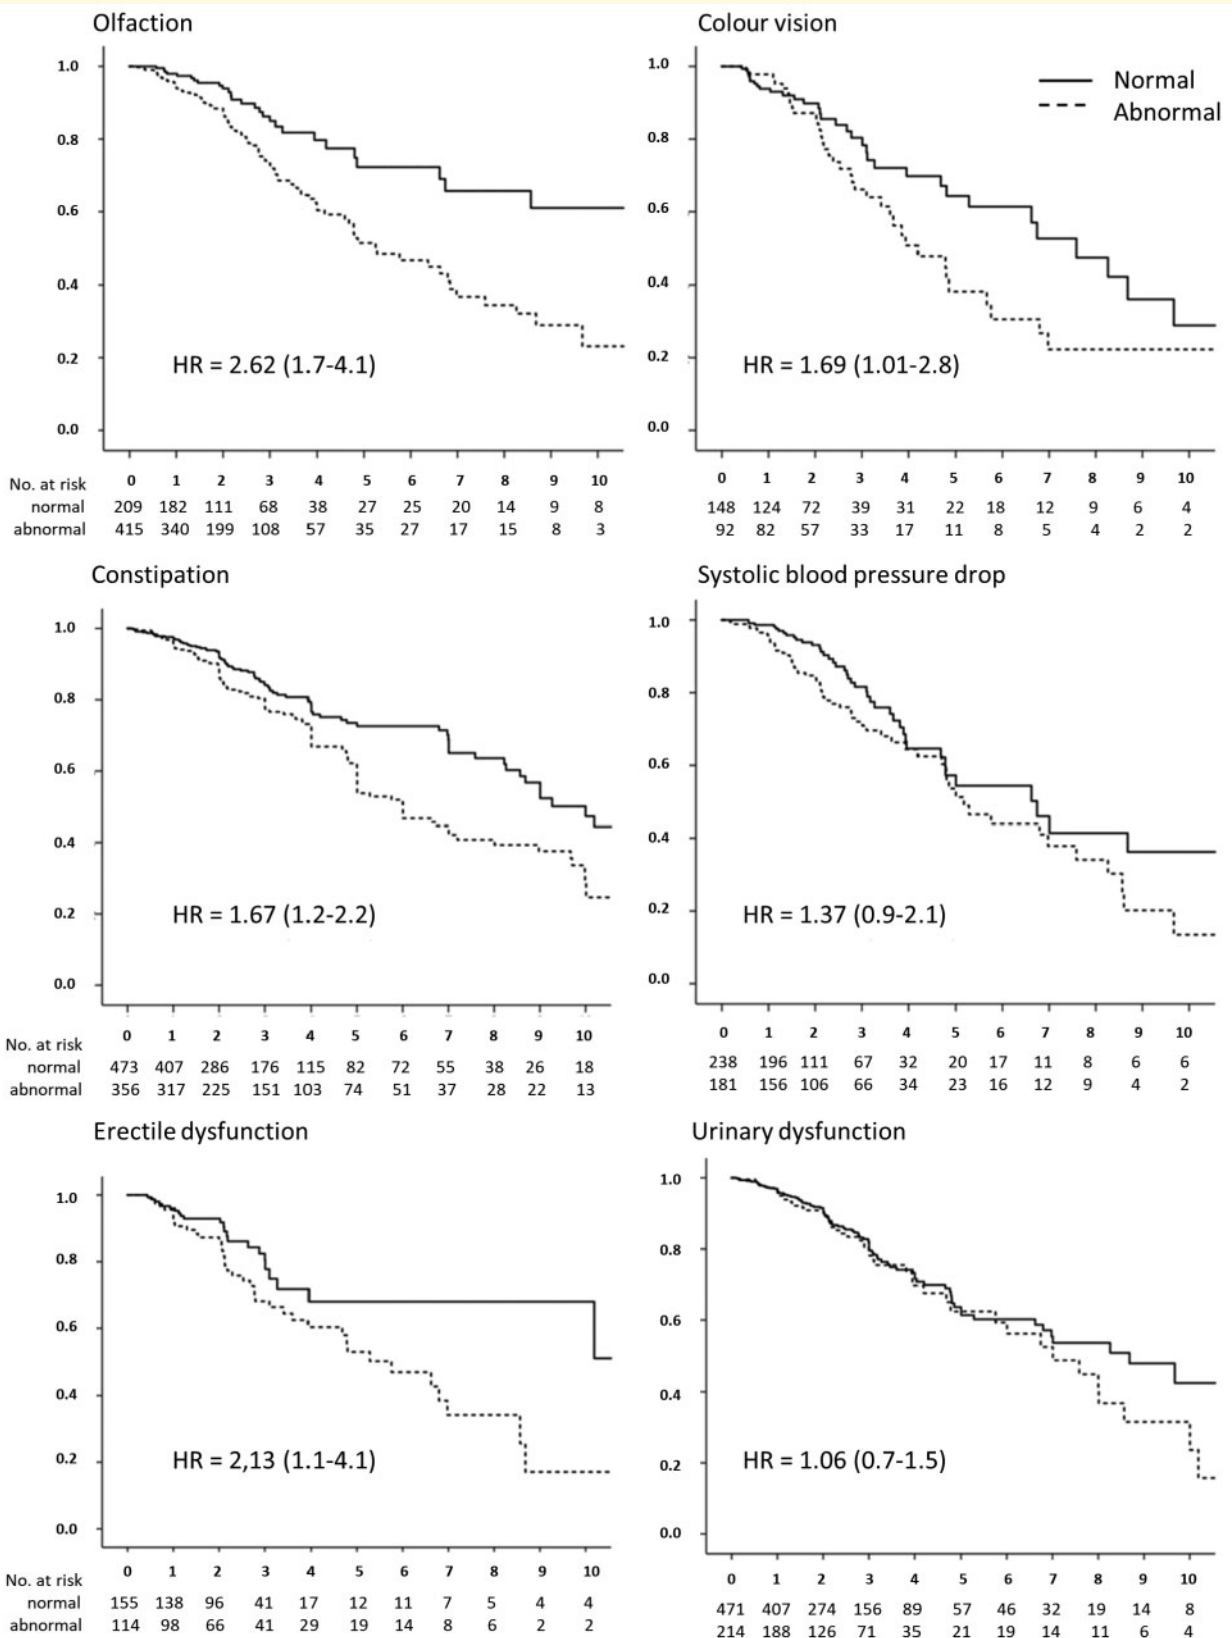 Olfaction
1.0
0.8
0.6
0.4
0.2
0.0
HR = 2.62 (1.7-4.1)
0 1 2 3 4 5 6 7 8 9 10
No. at risk
normal 209 182 111 68 38 27 25 20 14 9 8
abnormal 415 340 199 108 57 35 27 17 15 8 3
Colour vision
Normal
Abnormal
1.0
0.8
0.6
0.4
0.2
0.0
HR = 1.69 (1.01-2.8)
0 1 2 3 4 5 6 7 8 9 10
148 124 72 39 31 22 18 12 9 6 4
92 82 57 33 17 11 8 5 4 2 2
Constipation
1.0
0.8
0.6
0.4
0.2
0.0
HR = 1.67 (1.2-2.2)
0 1 2 3 4 5 6 7 8 9 10
No. at risk
normal 473 407 286 176 115 82 72 55 38 26 18
abnormal 356 317 225 151 103 74 51 37 28 22 13
Systolic blood pressure drop
1.0
0.8
0.6
0.4
0.2
0.0
HR = 1.37 (0.9-2.1)
0 1 2 3 4 5 6 7 8 9 10
238 196 111 67 32 20 17 11 8 6 6
181 156 106 66 34 23 16 12 9 4 2
Erectile dysfunction
1.0
0.8
0.6
0.4
0.2
0.0
HR = 2,13 (1.1-4.1)
0 1 2 3 4 5 6 7 8 9 10
No. at risk
normal 155 138 96 41 17 12 11 7 5 4 4
abnormal 114 98 66 41 29 19 14 8 6 2 2
Urinary dysfunction
1.0
0.8
0.6
0.4
0.2
0.0
HR = 1.06 (0.7-1.5)
0 1 2 3 4 5 6 7 8 9 10
471 407 274 156 89 57 46 32 19 14 8
214 188 126 71 35 21 19 14 11 6 4